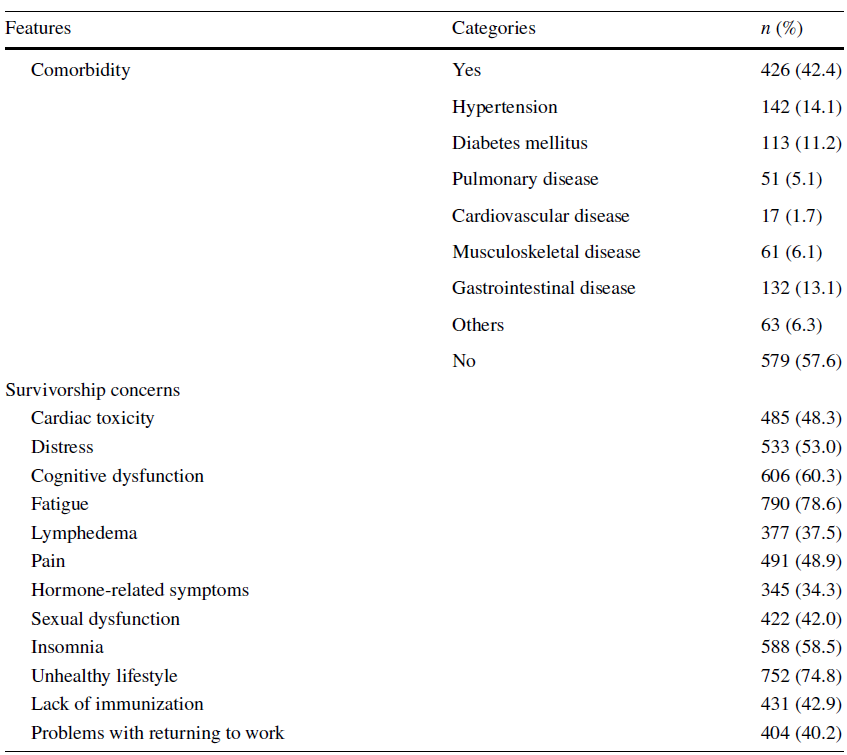 Features Categories n (%)
Comorbidity Yes 426 (42.4)
Hypertension 142 (14.1)
Diabetes mellitus 113 (11.2)
Pulmonary disease 51 (5.1)
Cardiovascular disease 17 (1.7)
Musculoskeletal disease 61 (6.1)
Gastrointestinal disease 132 (13.1)
Others 63 (6.3)
No 579 (57.6)
Survivorship concerns
Cardiac toxicity 485 (48.3)
Distress 533 (53.0)
Cognitive dysfunction 606 (60.3)
Fatigue 790 (78.6)
Lymphedema 377 (37.5)
Pain 491 (48.9)
Hormone-related symptoms 345 (34.3)
Sexual dysfunction 422 (42.0)
Insomnia 588 (58.5)
Unhealthy lifestyle 752 (74.8)
Lack of immunization 431 (42.9)
Problems with returning to work 404 (40.2)